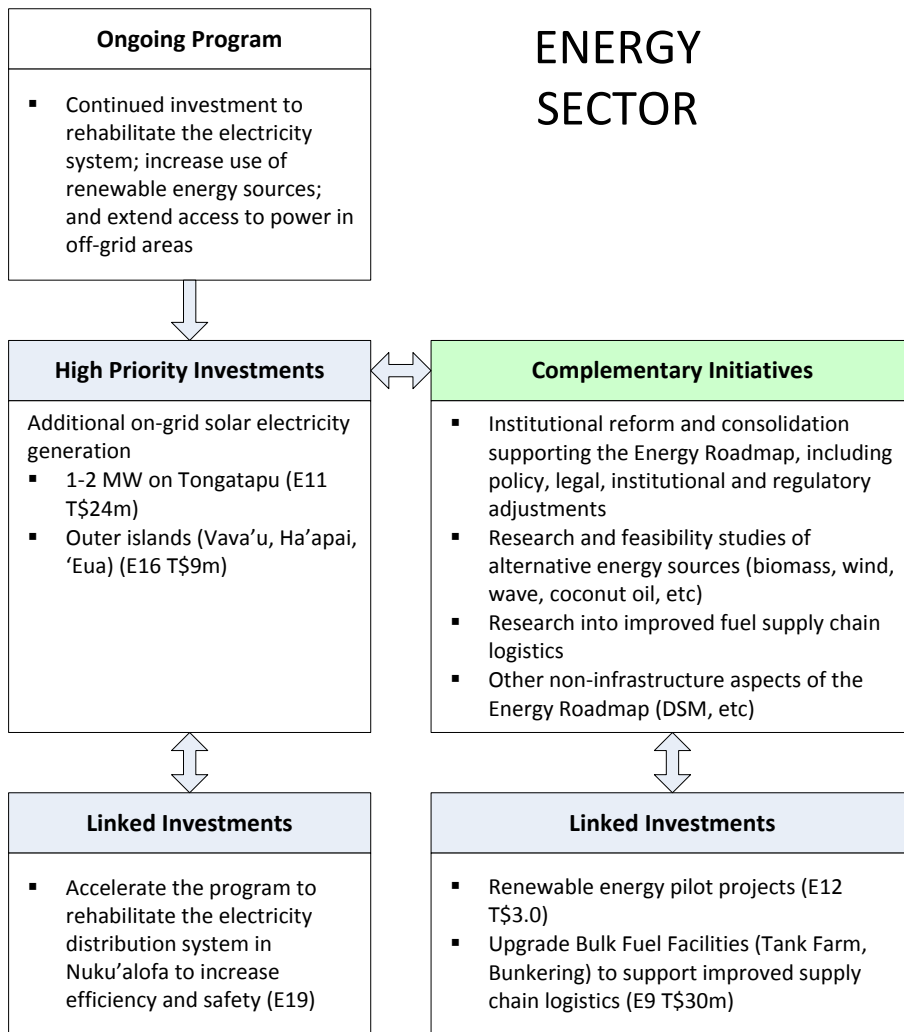 ENERGY
SECTOR
Ongoing Program
▪ Continued investment to
rehabilitate the electricity
system; increase use of
renewable energy sources;
and extend access to power in
off-grid areas
High Priority Investments
Additional on-grid solar electricity
generation
▪ 1-2 MW on Tongatapu (E11
T$24m)
▪ Outer islands (Vava’u, Ha’apai,
‘Eua) (E16 T$9m)
Complementary Initiatives
▪ Institutional reform and consolidation
supporting the Energy Roadmap, including
policy, legal, institutional and regulatory
adjustments
▪ Research and feasibility studies of
alternative energy sources (biomass, wind,
wave, coconut oil, etc)
▪ Research into improved fuel supply chain
logistics
▪ Other non-infrastructure aspects of the
Energy Roadmap (DSM, etc)
Linked Investments
▪ Accelerate the program to
rehabilitate the electricity
distribution system in
Nuku’alofa to increase
efficiency and safety (E19)
Linked Investments
▪ Renewable energy pilot projects (E12
T$3.0)
▪ Upgrade Bulk Fuel Facilities (Tank Farm,
Bunkering) to support improved supply
chain logistics (E9 T$30m)